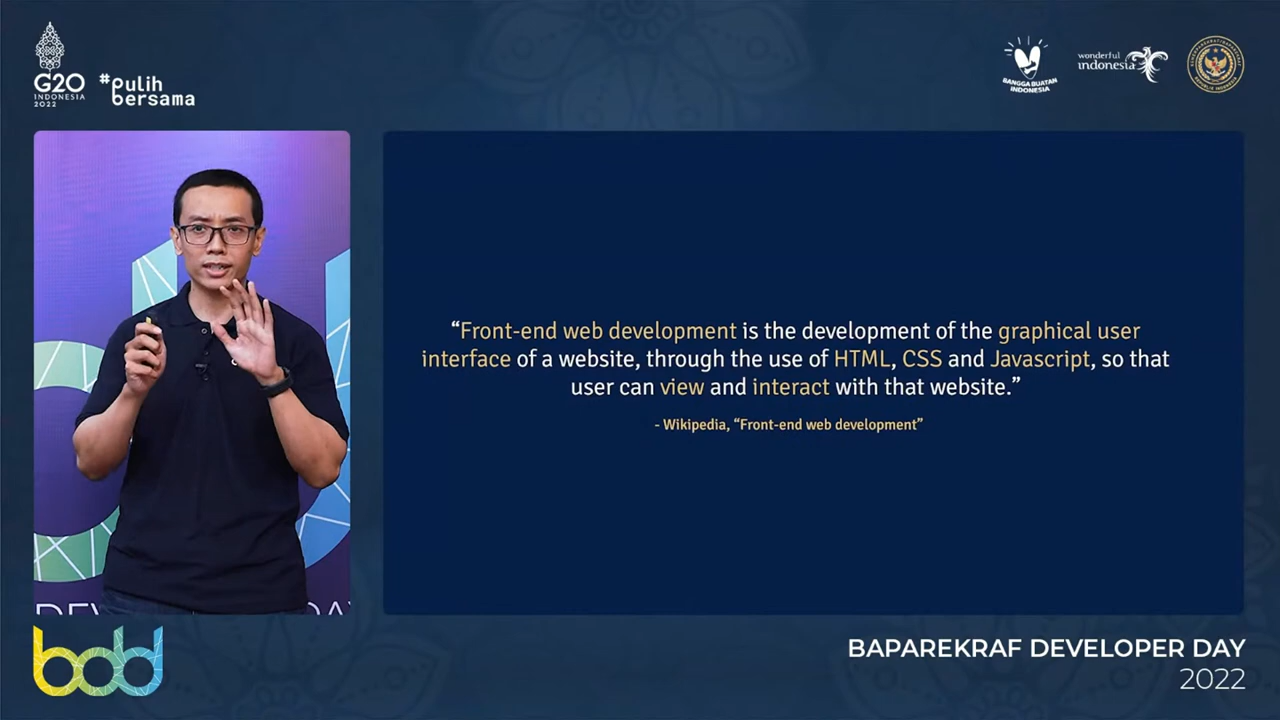 G20
INDONESIA
2022
#pulih
bersama
BANGGA BUATAN
INDONESIA
wonderful
indonesia
“Front-end web development is the development of the graphical user
interface of a website, through the use of HTML, CSS and Javascript, so that
user can view and interact with that website.”
- Wikipedia, “Front-end web development”
bdd
BAPAREKRAF DEVELOPER DAY
2022